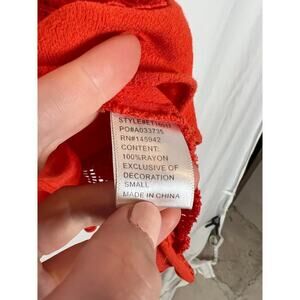 PO#A033735
RN#145942
CONTENT:
100%RAYON
EXCLUSIVE OF
DECORATION
SMALL
MADE IN CHINA